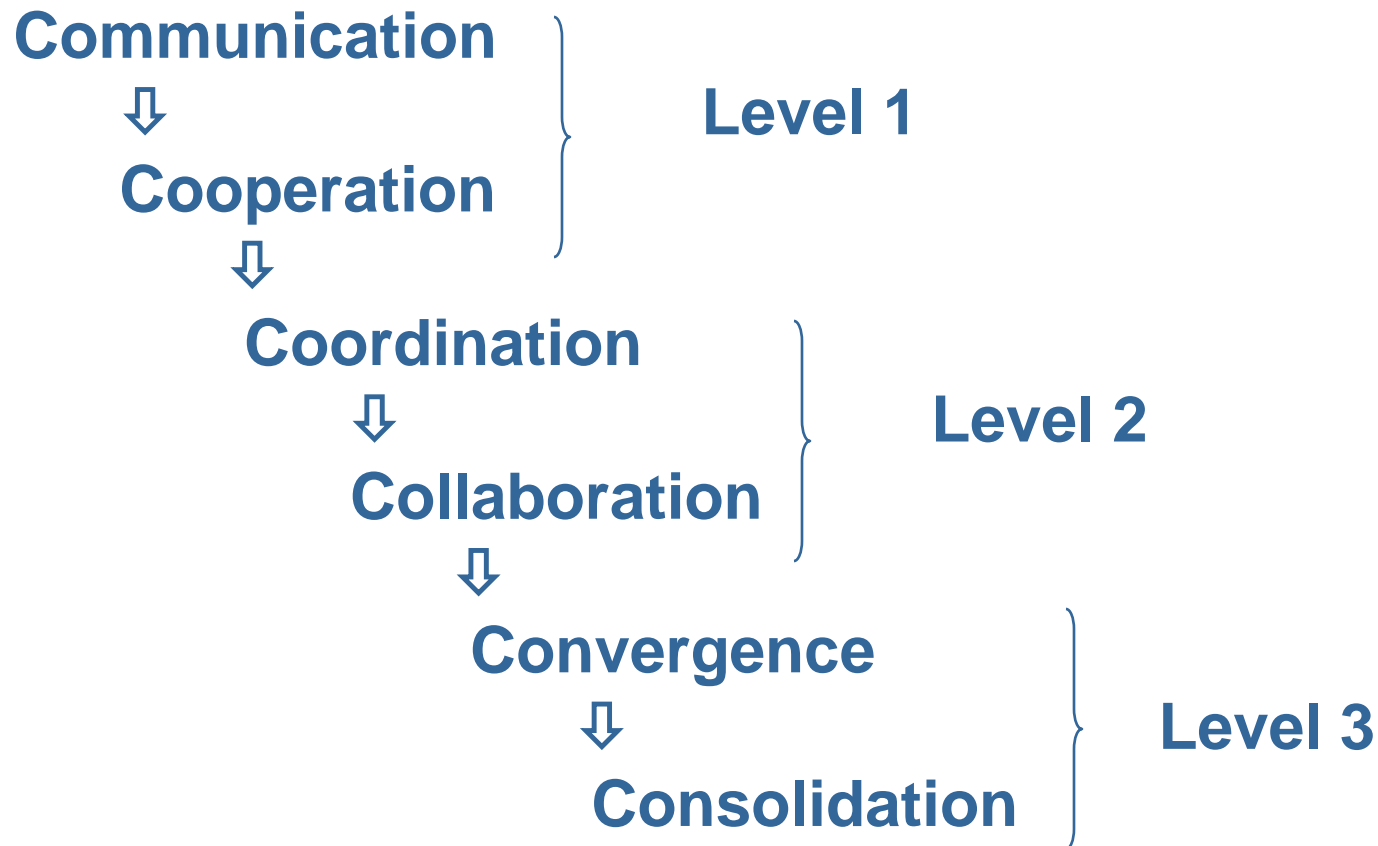 Communication
Level 1
Cooperation
Coordination
Level 2
Collaboration
Convergence
Level 3
Consolidation